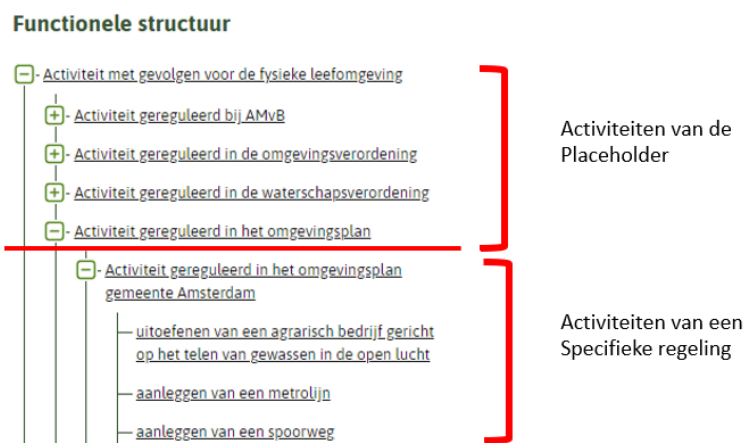 Functionele structuur
Activiteit met gevolgen voor de fysieke leefomgeving
Activiteit gereguleerd bij AMvB
Activiteit gereguleerd in de omgevingsverordening
Activiteit gereguleerd in de waterschapsverordening
Activiteit gereguleerd in het omgevingsplan
Activiteiten van de
Placeholder
Activiteit gereguleerd in het omgevingsplan
gemeente Amsterdam
uitoefenen van een agrarisch bedrijf gericht
op het telen van gewassen in de open lucht
aanleggen van een metrolijn
aanleggen van een spoorweg
Activiteiten van een
Specifieke regeling